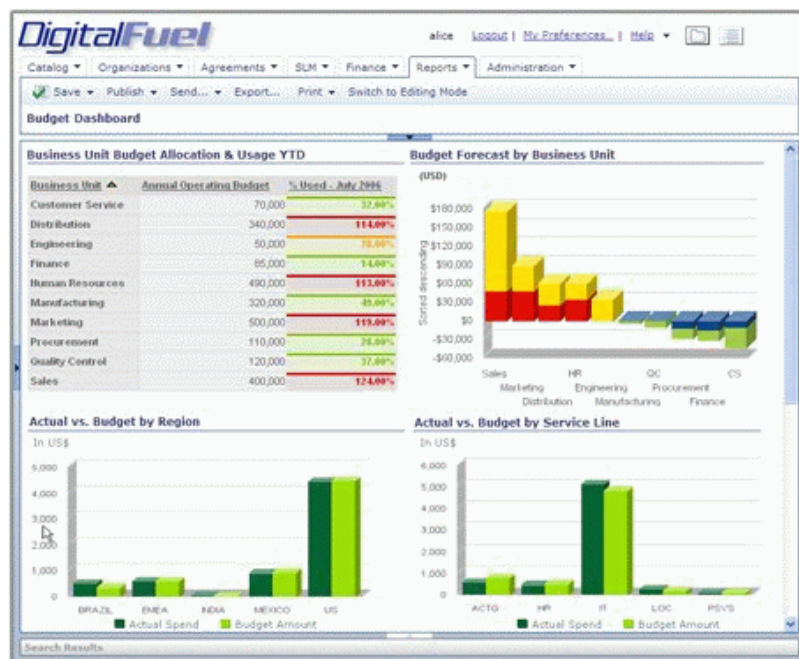 DigitalFuel
alice Logout | My Preferences... | Help
Catalog Organizations Agreements SLM Finance Reports Administration
Save Publish Send... Export... Print Switch to Editing Mode
Budget Dashboard
Business Unit Budget Allocation & Usage YTD
Business Unit Annual Operating Budget % Used - July 2006
Customer Service 70,000 32.00%
Distribution 340,000 114.00%
Engineering 50,000
Finance 85,000 14.00%
Human Resources 490,000 113.00%
Manufacturing 320,000 49.00%
Marketing 500,000 119.00%
Procurement 110,000 28.00%
Quality Control 120,000 37.00%
Sales 400,000 124.00%
Budget Forecast by Business Unit
(USD)
Sorted descending
$180,000
$150,000
$120,000
$90,000
$60,000
$30,000
$0
-$30,000
-$60,000
Sales HR QC CS
Marketing Engineering Procurement
Distribution Manufacturing Finance
Actual vs. Budget by Region
In US$
5,000
4,000
3,000
2,000
1,000
0
BRAZIL EMEA INDIA MEXICO US
Actual Spend Budget Amount
Actual vs. Budget by Service Line
In US$
6,000
5,000
4,000
3,000
2,000
1,000
0
ACTG HR IT LOC PSVS
Actual Spend Budget Amount
Search Results